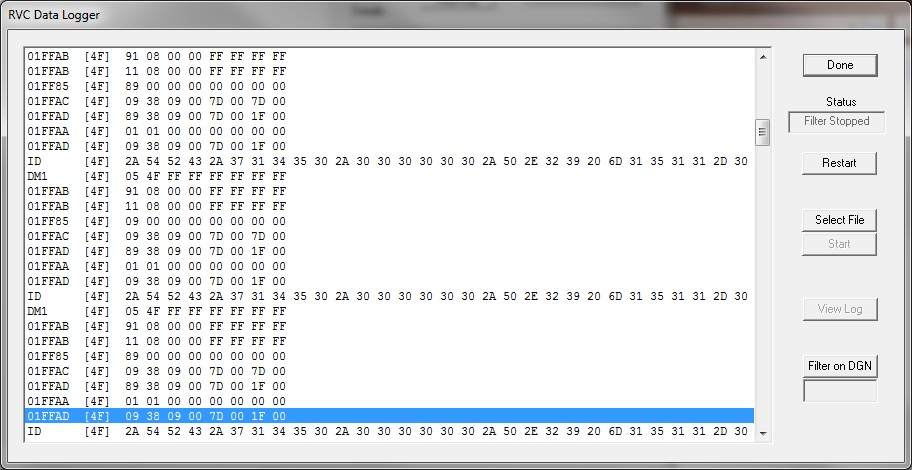 RVC Data Logger
01FFAB [4F] 91 08 00 00 FF FF FF FF
01FFAB [4F] 11 08 00 00 FF FF FF FF
01FF85 [4F] 89 00 00 00 00 00 00 00
01FFAC [4F] 09 38 09 00 7D 00 7D 00
01FFAD [4F] 89 38 09 00 7D 00 1F 00
01FFAA [4F] 01 01 00 00 00 00 00 00
01FFAD [4F] 09 38 09 00 7D 00 1F 00
ID [4F] 2A 54 52 43 2A 37 31 34 35 30 2A 30 30 30 30 30 30 2A 50 2E 32 39 20 6D 31 35 31 31 2D 30
DM1 [4F] 05 4F FF FF FF FF FF FF
01FFAB [4F] 91 08 00 00 FF FF FF FF
01FFAB [4F] 11 08 00 00 FF FF FF FF
01FF85 [4F] 09 00 00 00 00 00 00 00
01FFAC [4F] 09 38 09 00 7D 00 7D 00
01FFAD [4F] 89 38 09 00 7D 00 1F 00
01FFAA [4F] 01 01 00 00 00 00 00 00
01FFAD [4F] 09 38 09 00 7D 00 1F 00
ID [4F] 2A 54 52 43 2A 37 31 34 35 30 2A 30 30 30 30 30 30 2A 50 2E 32 39 20 6D 31 35 31 31 2D 30
DM1 [4F] 05 4F FF FF FF FF FF FF
01FFAB [4F] 91 08 00 00 FF FF FF FF
01FFAB [4F] 11 08 00 00 FF FF FF FF
01FF85 [4F] 89 00 00 00 00 00 00 00
01FFAC [4F] 09 38 09 00 7D 00 7D 00
01FFAD [4F] 89 38 09 00 7D 00 1F 00
01FFAA [4F] 01 01 00 00 00 00 00 00
01FFAD [4F] 09 38 09 00 7D 00 1F 00
ID [4F] 2A 54 52 43 2A 37 31 34 35 30 2A 30 30 30 30 30 30 2A 50 2E 32 39 20 6D 31 35 31 31 2D 30
Done
Status
Filter Stopped
Restart
Select File
Start
View Log
Filter on DGN